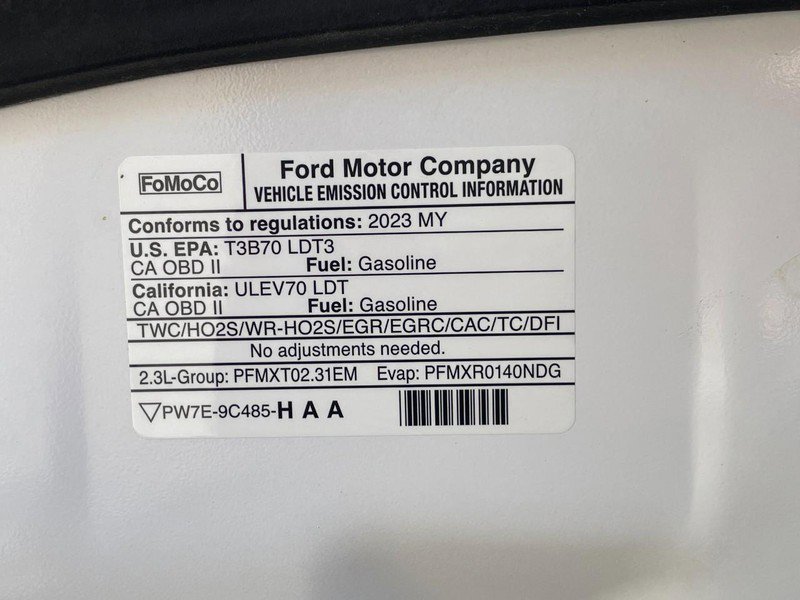 FoMoCo
Ford Motor Company
VEHICLE EMISSION CONTROL INFORMATION
Conforms to regulations: 2023 MY
U.S. EPA: T3B70 LDT3
CA OBD II Fuel: Gasoline
California: ULEV70 LDT
CA OBD II Fuel: Gasoline
TWC/HO2S/WR-HO2S/EGR/EGRC/CAC/TC/DFI
No adjustments needed.
2.3L-Group: PFMXT02.31EM Evap: PFMXR0140NDG
▽PW7E-9C485-H A A